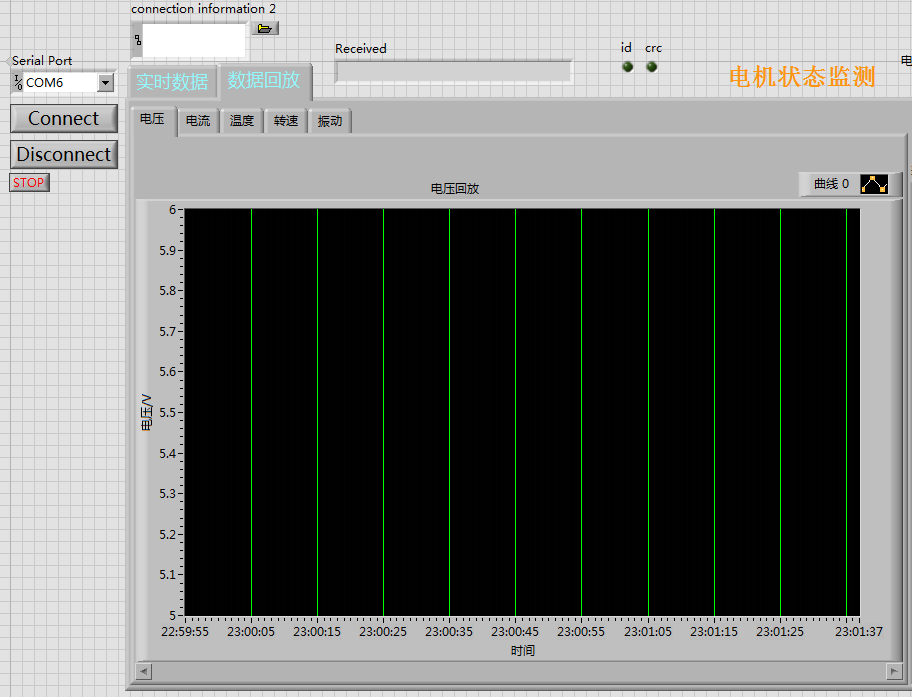 connection information 2
Serial Port
COM6
Connect
Disconnect
STOP
Received
id crc
电机状态监测
实时数据 数据回放
电压 电流 温度 转速 振动
电压回放
曲线 0
电压/V
6
5.9
5.8
5.7
5.6
5.5
5.4
5.3
5.2
5.1
5
22:59:55 23:00:05 23:00:15 23:00:25 23:00:35 23:00:45 23:00:55 23:01:05 23:01:15 23:01:25 23:01:37
时间